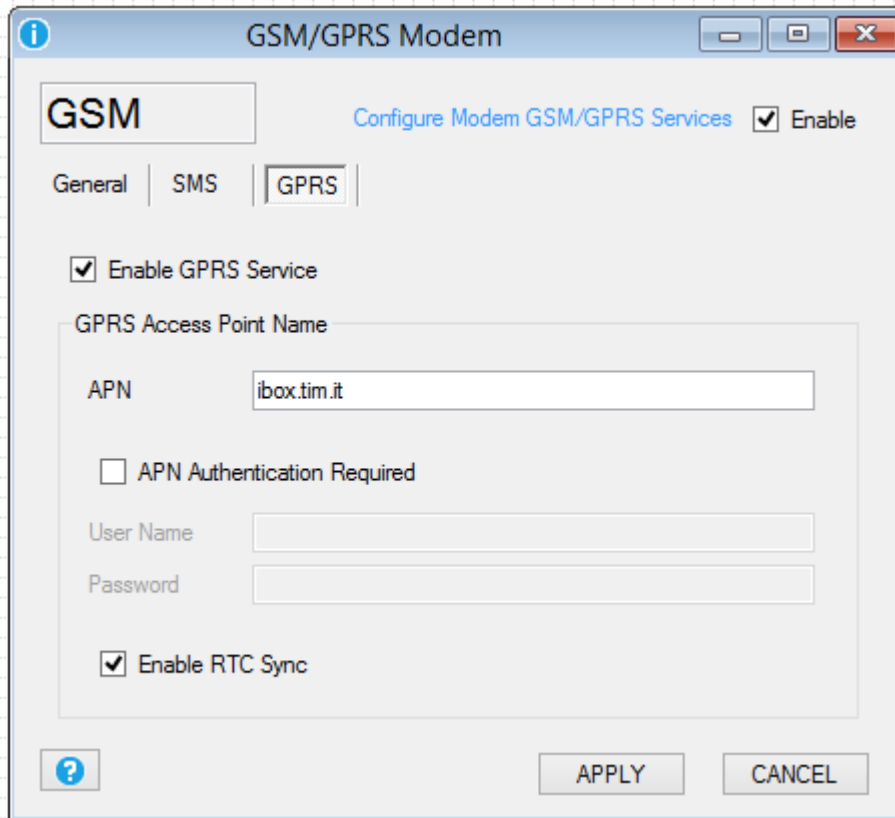 GSM/GPRS Modem
GSM
Configure Modem GSM/GPRS Services
Enable
General
SMS
GPRS
Enable GPRS Service
GPRS Access Point Name
APN
ibox.tim.it
APN Authentication Required
User Name
Password
Enable RTC Sync
APPLY
CANCEL